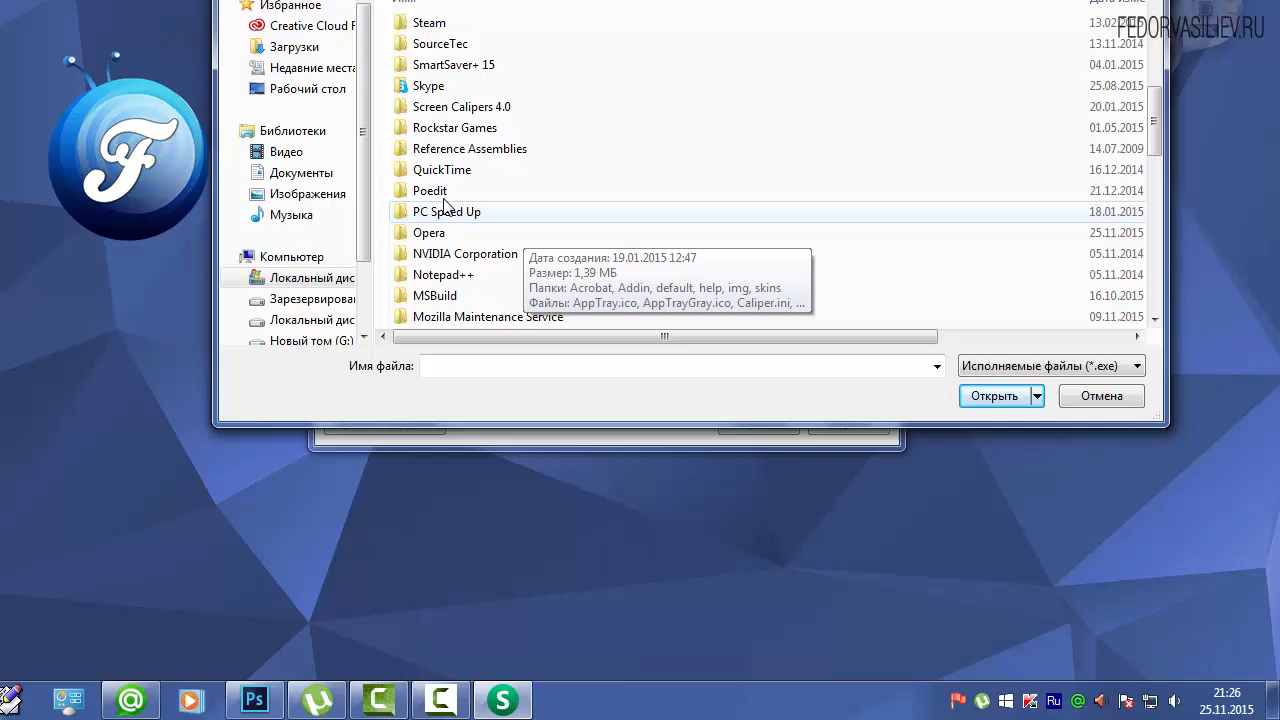 Избранное
Creative Cloud F
Загрузки
Недавние места
Рабочий стол
Библиотеки
Видео
Документы
Изображения
Музыка
Компьютер
Локальный дис
Зарезервирова
Локальный дис
Новый том (G:)
Steam 13.02.2015
SourceTec 13.11.2014
SmartSaver+ 15 04.01.2015
Skype 25.08.2015
Screen Calipers 4.0 20.01.2015
Rockstar Games 01.05.2015
Reference Assemblies 14.07.2009
QuickTime 16.12.2014
Poedit 21.12.2014
PC Speed Up 18.01.2015
Opera 25.11.2015
NVIDIA Corporation 05.11.2014
Notepad++ 05.11.2014
MSBuild 16.10.2015
Mozilla Maintenance Service 09.11.2015
Дата создания: 19.01.2015 12:47
Размер: 1,39 МБ
Папки: Acrobat, Addin, default, help, img, skins
Файлы: AppTray.ico, AppTrayGray.ico, Caliper.ini, ...
Имя файла:
Исполняемые файлы (*.exe)
Открыть
Отмена
FEDORVASILIEV.RU
F
Ps
S
Ru
21:26
25.11.2015